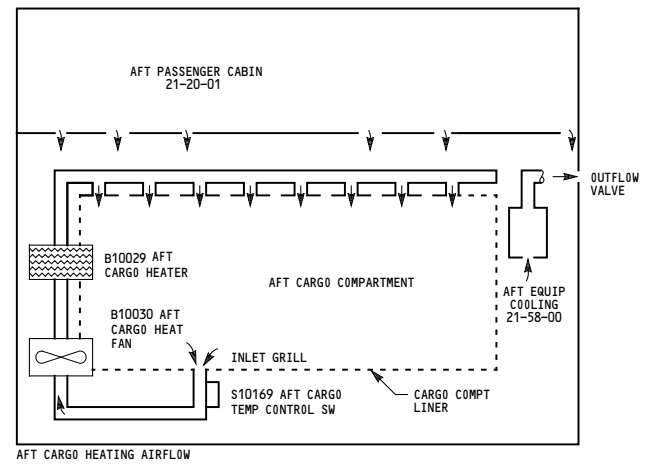 AFT PASSENGER CABIN
21-20-01
OUTFLOW
VALVE
B10029 AFT
CARGO HEATER
AFT CARGO COMPARTMENT
AFT EQUIP
COOLING
21-58-00
B10030 AFT
CARGO HEAT
FAN
INLET GRILL
S10169 AFT CARGO
TEMP CONTROL SW
CARGO COMPT
LINER
AFT CARGO HEATING AIRFLOW